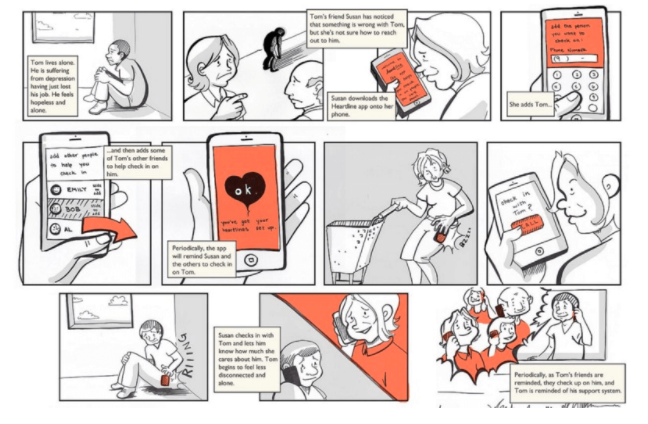 Tom lives alone.
He is suffering
from depression
having just lost
his job. He feels
hopeless and
alone.
Tom's friend Susan has noticed
that something is wrong with Tom,
but she's not sure how to reach
out to him.
Susan downloads the
Heartline app onto her
phone.
add the person
you want to
check on:
Phone Number
She adds Tom...
add other people
to help you
check in
EMILY
BOB
AL
...and then adds some
of Tom's other friends
to help check in on
him.
ok.
you've got your
heartlines set up.
Periodically, the app
will remind Susan and
the others to check in
on Tom.
BZZZ
check in
with
Tom?
CALL
RIIING
Susan checks in with
Tom and lets him
know how much she
cares about him. Tom
begins to feel less
disconnected and
alone.
Periodically, as Tom's friends are
reminded, they check up on him, and
Tom is reminded of his support system.